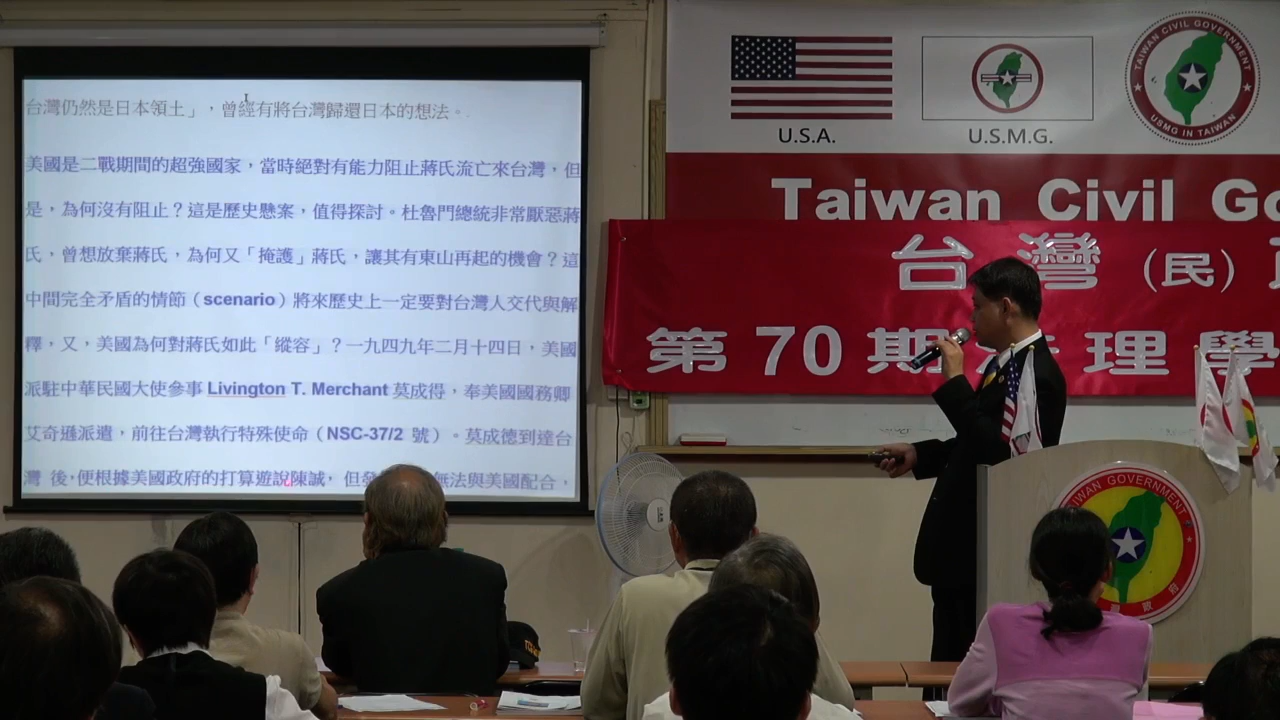 台灣仍然是日本領土」，曾經有將台灣歸還日本的想法。
美國是二戰期間的超強國家，當時絕對有能力阻止蔣氏流亡來台灣，但
是，為何沒有阻止？這是歷史懸案，值得探討。杜魯門總統非常厭惡蔣
氏，曾想放棄蔣氏，為何又「掩護」蔣氏，讓其有東山再起的機會？這
中間完全矛盾的情節（scenario）將來歷史上一定要對台灣人交代與解
釋，又，美國為何對蔣氏如此「縱容」？一九四九年二月十四日，美國
派駐中華民國大使參事 Livington T. Merchant 莫成得，奉美國國務卿
艾奇遜派遣，前往台灣執行特殊使命（NSC-37/2 號）。莫成德到達台
灣 後，便根據美國政府的打算遊說陳誠，但發 無法與美國配合，
U.S.A.
U.S.M.G.
TAIWAN CIVIL GOVERNMENT
USMG IN TAIWAN
Taiwan Civil Go
台灣（民）
第70期 理學
TAIWAN GOVERNMENT